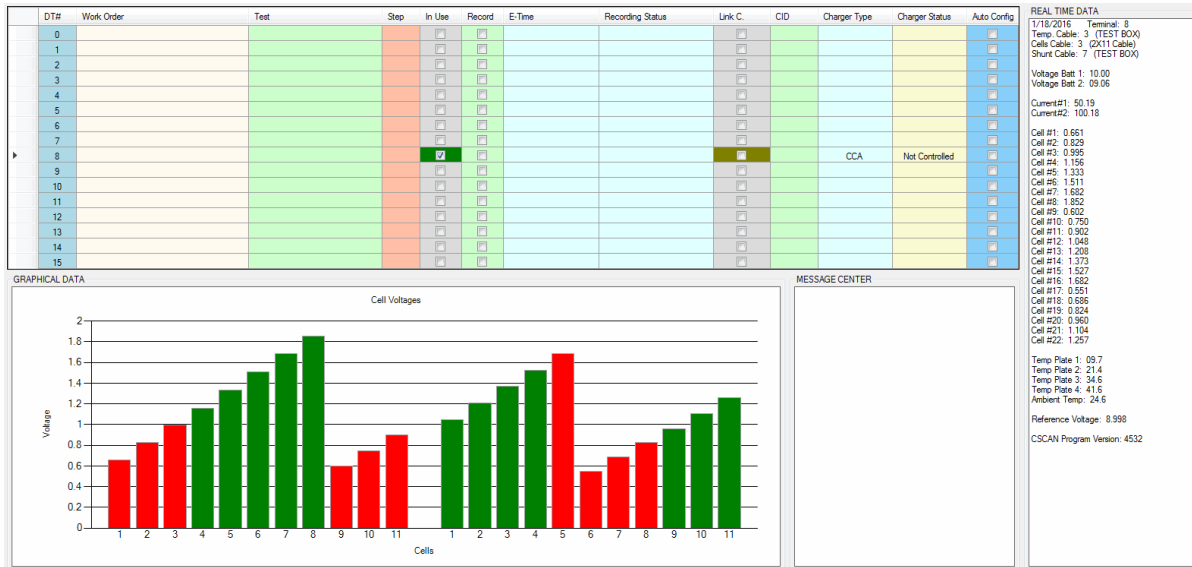 DT# Work Order Test Step In Use Record E-Time Recording Status Link C. CID Charger Type Charger Status Auto Config
0
1
2
3
4
5
6
7
8 CCA Not Controlled
9
10
11
12
13
14
15
REAL TIME DATA
1/18/2016 Teminal: 8
Temp. Cable: 3 (TEST BOX)
Cells Cable: 3 (2X11 Cable)
Shunt Cable: 7 (TEST BOX)
Voltage Batt 1: 10.00
Voltage Batt 2: 09.06
Current#1: 50.19
Current#2: 100.18
Cell #1: 0.661
Cell #2: 0.829
Cell #3: 0.995
Cell #4: 1.156
Cell #5: 1.333
Cell #6: 1.511
Cell #7: 1.682
Cell #8: 1.852
Cell #9: 0.602
Cell #10: 0.750
Cell #11: 0.902
Cell #12: 1.048
Cell #13: 1.208
Cell #14: 1.373
Cell #15: 1.527
Cell #16: 1.682
Cell #17: 0.551
Cell #18: 0.686
Cell #19: 0.824
Cell #20: 0.960
Cell #21: 1.104
Cell #22: 1.257
Temp Plate 1: 09.7
Temp Plate 2: 21.4
Temp Plate 3: 34.6
Temp Plate 4: 41.6
Ambient Temp: 24.6
Reference Voltage: 8.998
CSCAN Program Version: 4532
GRAPHICAL DATA
Cell Voltages
Voltage
2
1.8
1.6
1.4
1.2
1
0.8
0.6
0.4
0.2
0
1 2 3 4 5 6 7 8 9 10 11 1 2 3 4 5 6 7 8 9 10 11
Cells
MESSAGE CENTER